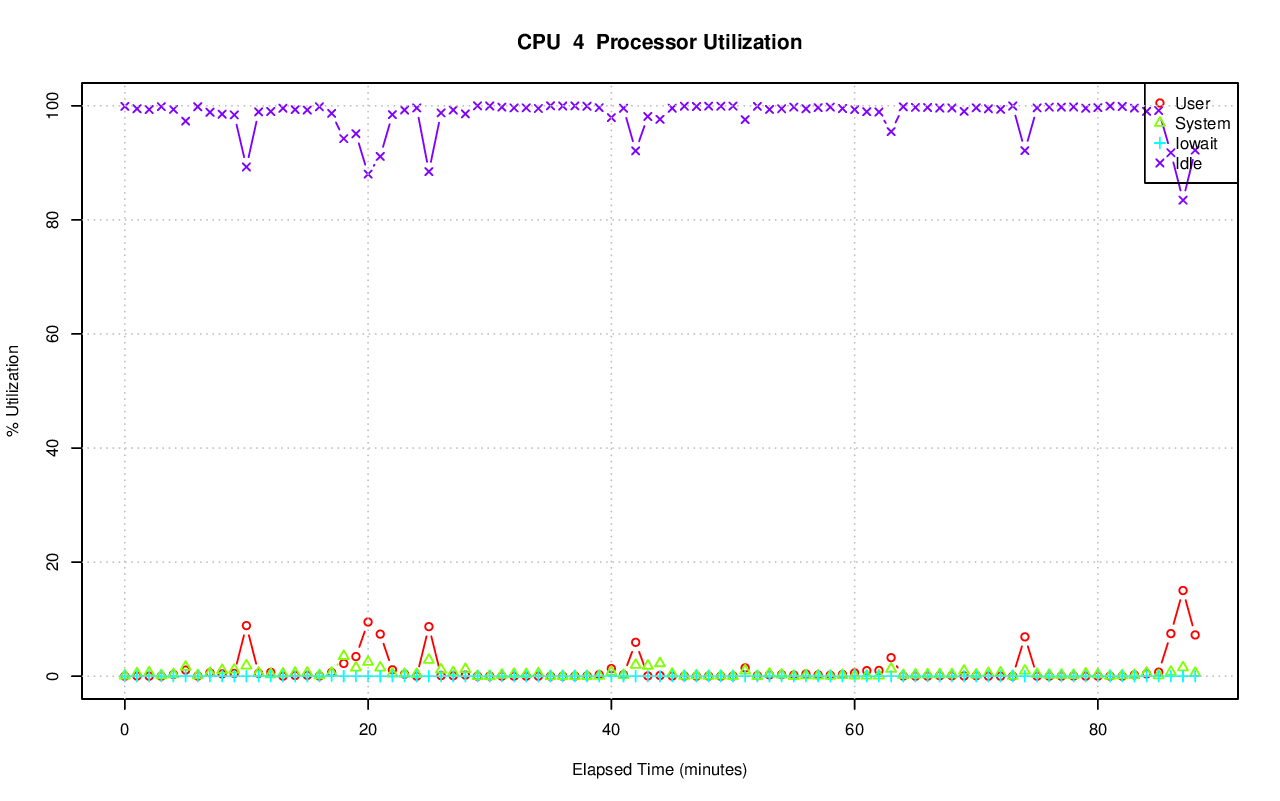 CPU  4  Processor Utilization
% Utilization
100
80
60
40
20
0
User
System
Iowait
Idle
0 20 40 60 80
Elapsed Time (minutes)